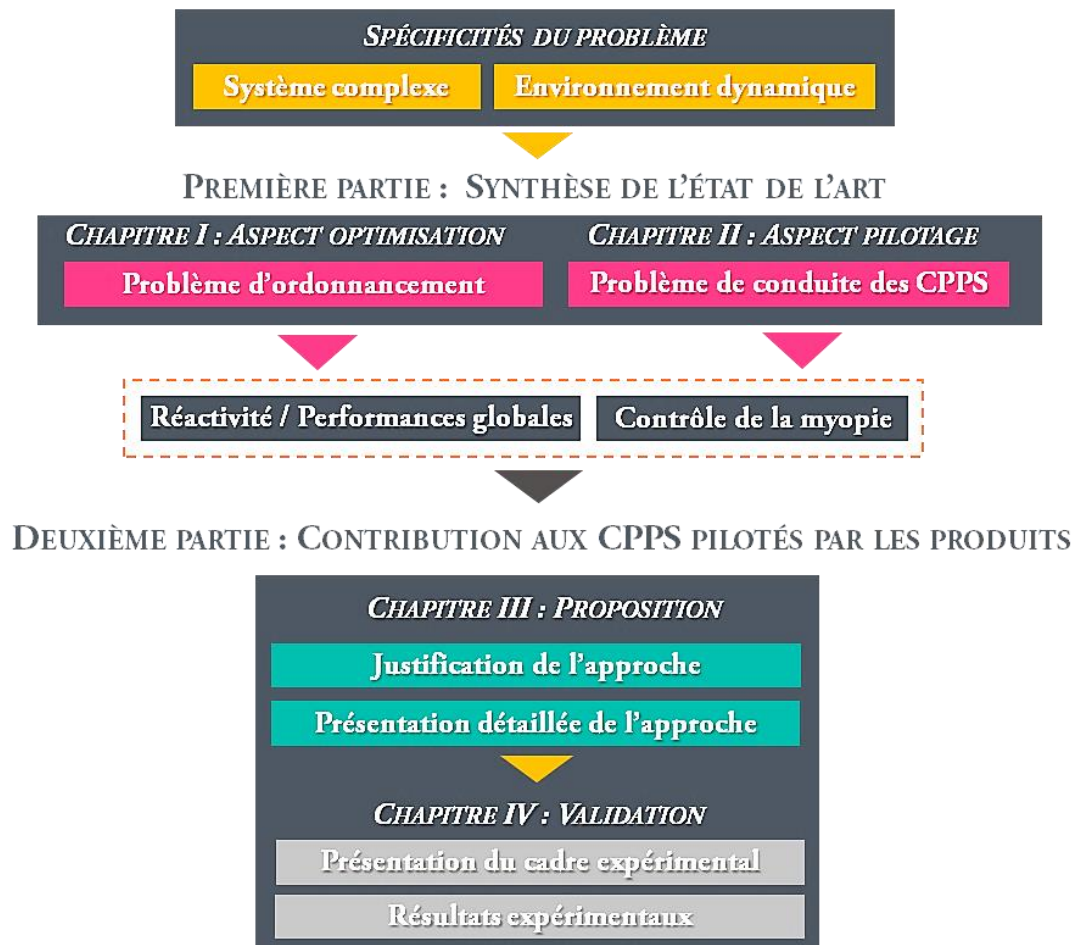 SPÉCIFICITÉS DU PROBLÈME
Système complexe
Environnement dynamique
PREMIÈRE PARTIE : SYNTHÈSE DE L'ÉTAT DE L'ART
CHAPITRE I : ASPECT OPTIMISATION
Problème d'ordonnancement
CHAPITRE II : ASPECT PILOTAGE
Problème de conduite des CPPS
Réactivité / Performances globales
Contrôle de la myopie
DEUXIÈME PARTIE : CONTRIBUTION AUX CPPS PILOTÉS PAR LES PRODUITS
CHAPITRE III : PROPOSITION
Justification de l'approche
Présentation détaillée de l'approche
CHAPITRE IV : VALIDATION
Présentation du cadre expérimental
Résultats expérimentaux